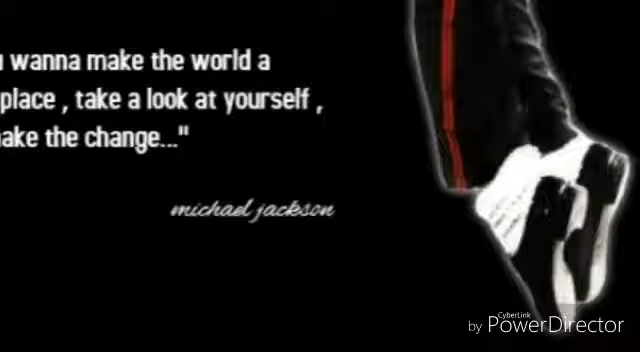 wanna make the world a
place , take a look at yourself ,
ake the change..."
michael jackson
CyberLink
by PowerDirector